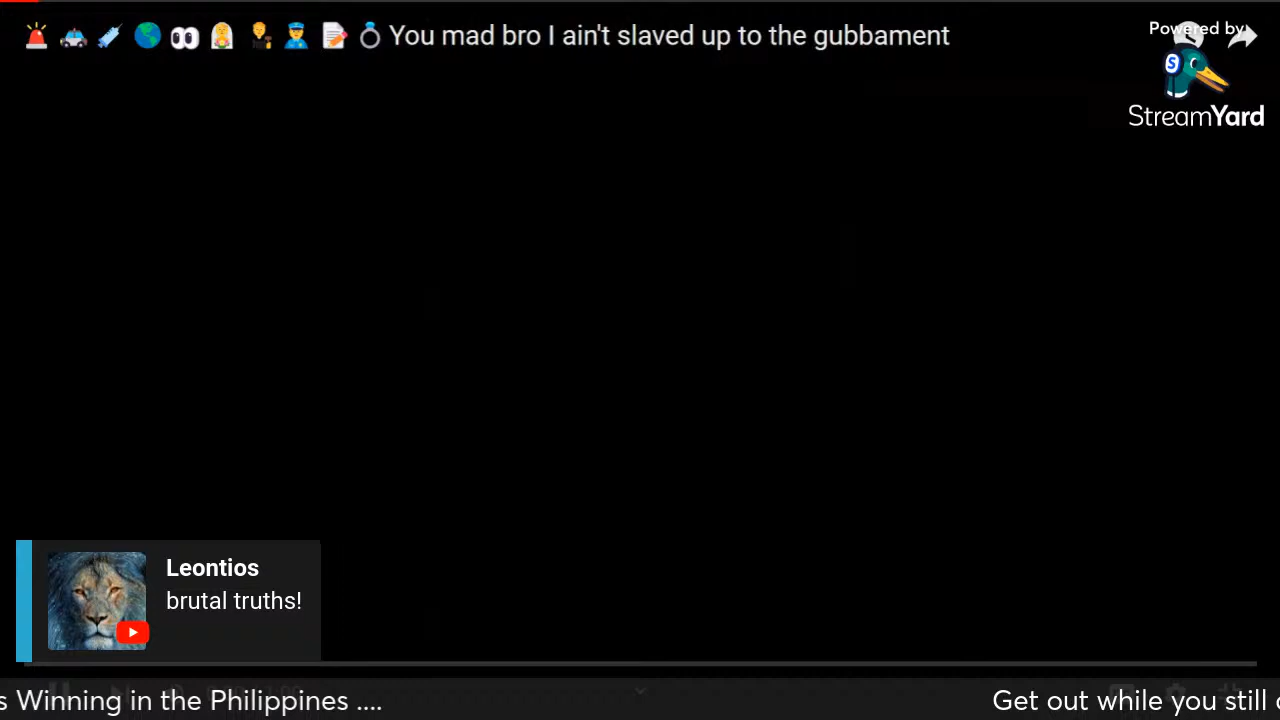 🚨 🚓 💉 🌎 👀 👰 👨‍⚖️ 👮 📝 💍 You mad bro I ain't slaved up to the gubbament
Powered by
StreamYard
Leontios
brutal truths!
s Winning in the Philippines ....
Get out while you still